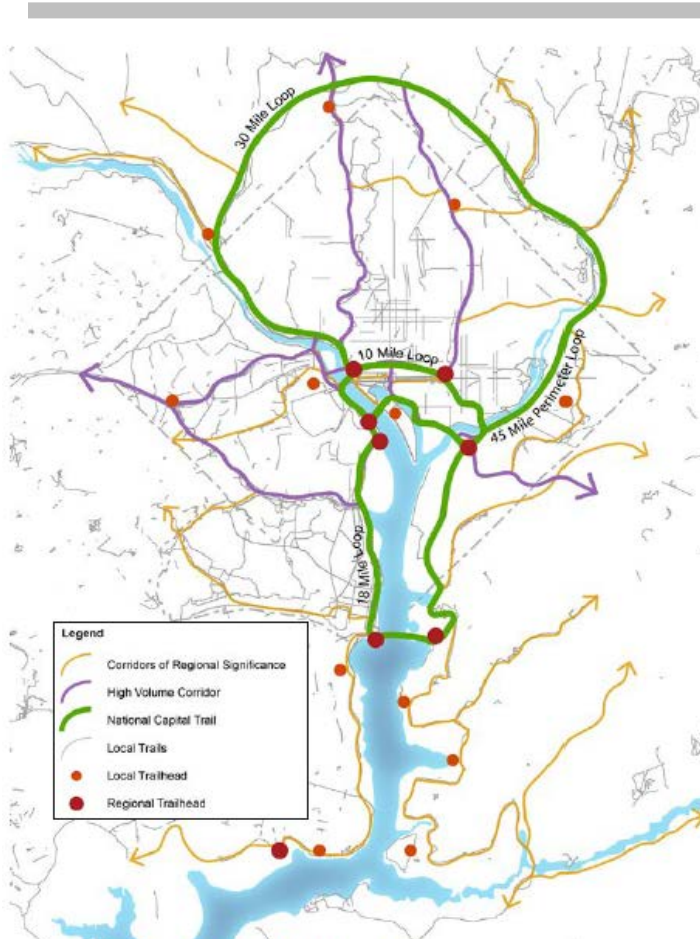 30 Mile Loop
10 Mile Loop
45 Mile Perimeter Loop
18 Mile Loop
Legend
Corridors of Regional Significance
High Volume Corridor
National Capital Trail
Local Trails
Local Trailhead
Regional Trailhead